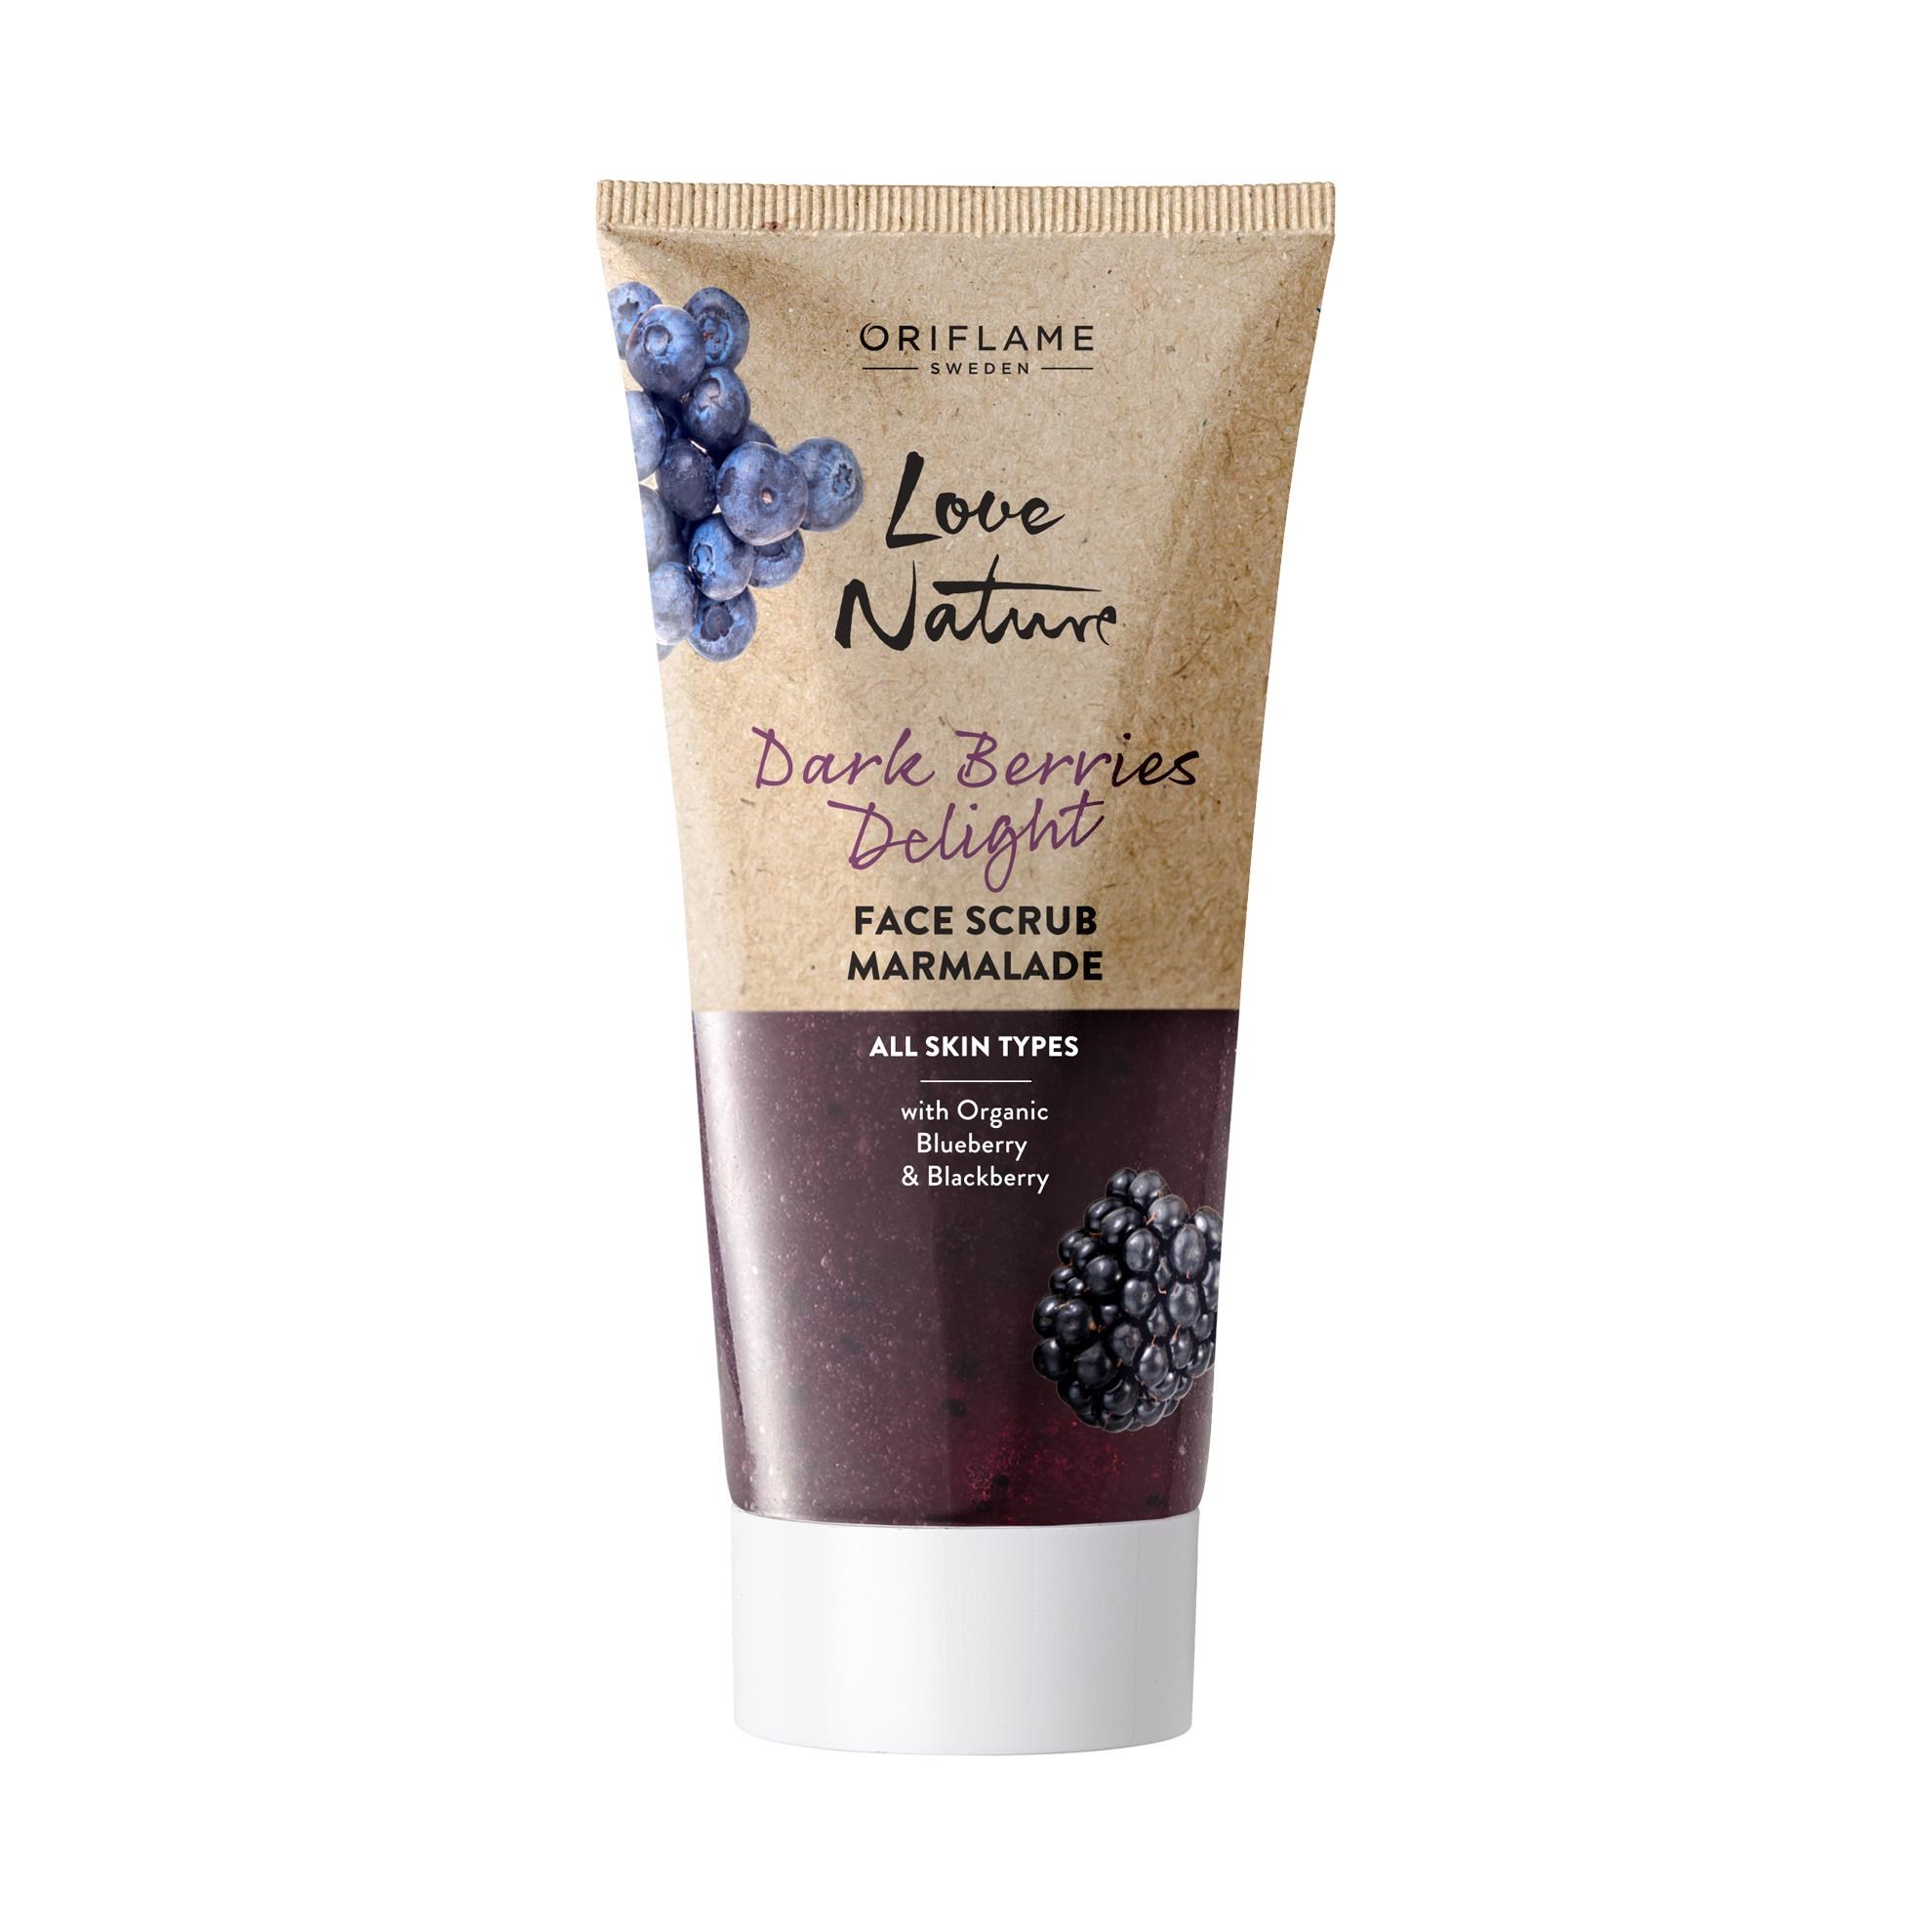 ORIFLAME
SWEDEN
Love
Nature
Dark Berries
Delight
FACE SCRUB
MARMALADE
ALL SKIN TYPES
with Organic
Blueberry
& Blackberry